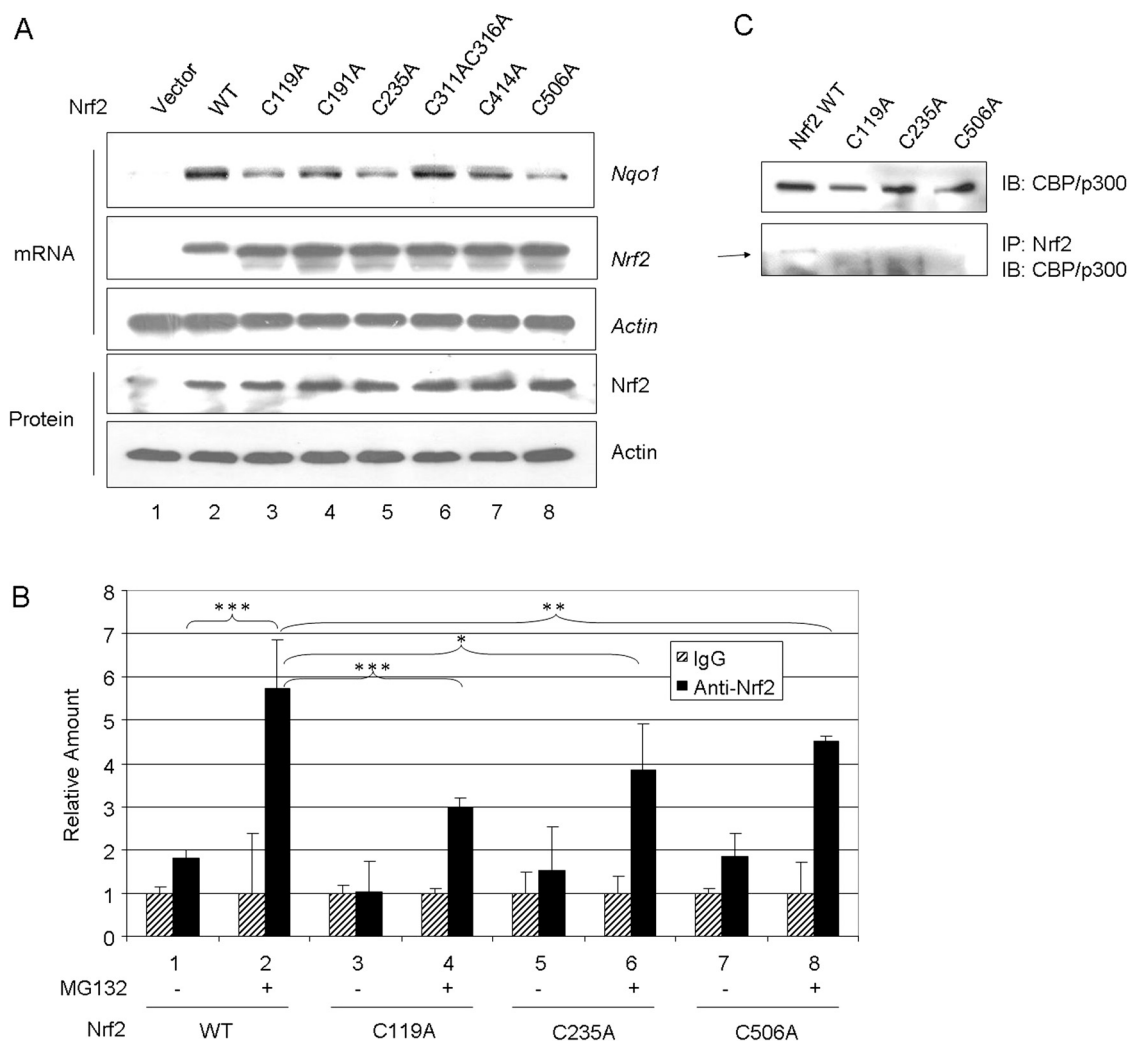 A
Nrf2 Vector WT C119A C191A C235A C311AC316A C414A C506A
Nqo1
mRNA
Nrf2
Actin
Protein
Nrf2
Actin
1 2 3 4 5 6 7 8
C
Nrf2 WT C119A C235A C506A
IB: CBP/p300
IP: Nrf2
IB: CBP/p300
B
Relative Amount
8
7
6
5
4
3
2
1
0
*** ** * ***
IgG
Anti-Nrf2
1 2 3 4 5 6 7 8
MG132 - + - + - + - +
Nrf2 WT C119A C235A C506A